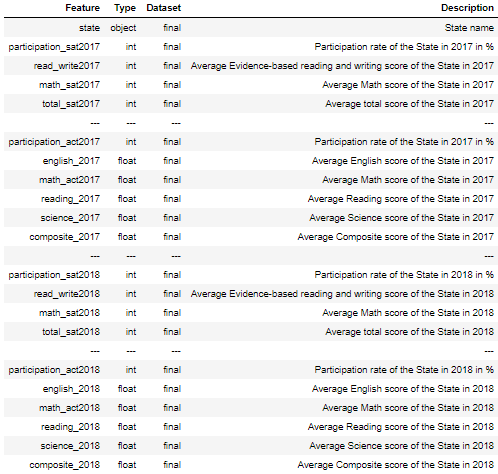 Feature Type Dataset Description
state object final State name
participation_sat2017 int final Participation rate of the State in 2017 in %
read_write2017 int final Average Evidence-based reading and writing score of the State in 2017
math_sat2017 int final Average Math score of the State in 2017
total_sat2017 int final Average total score of the State in 2017
--- --- --- ---
participation_act2017 int final Participation rate of the State in 2017 in %
english_2017 float final Average English score of the State in 2017
math_act2017 float final Average Math score of the State in 2017
reading_2017 float final Average Reading score of the State in 2017
science_2017 float final Average Science score of the State in 2017
composite_2017 float final Average Composite score of the State in 2017
--- --- --- ---
participation_sat2018 int final Participation rate of the State in 2018 in %
read_write2018 int final Average Evidence-based reading and writing score of the State in 2018
math_sat2018 int final Average Math score of the State in 2018
total_sat2018 int final Average total score of the State in 2018
--- --- --- ---
participation_act2018 int final Participation rate of the State in 2018 in %
english_2018 float final Average English score of the State in 2018
math_act2018 float final Average Math score of the State in 2018
reading_2018 float final Average Reading score of the State in 2018
science_2018 float final Average Science score of the State in 2018
composite_2018 float final Average Composite score of the State in 2018